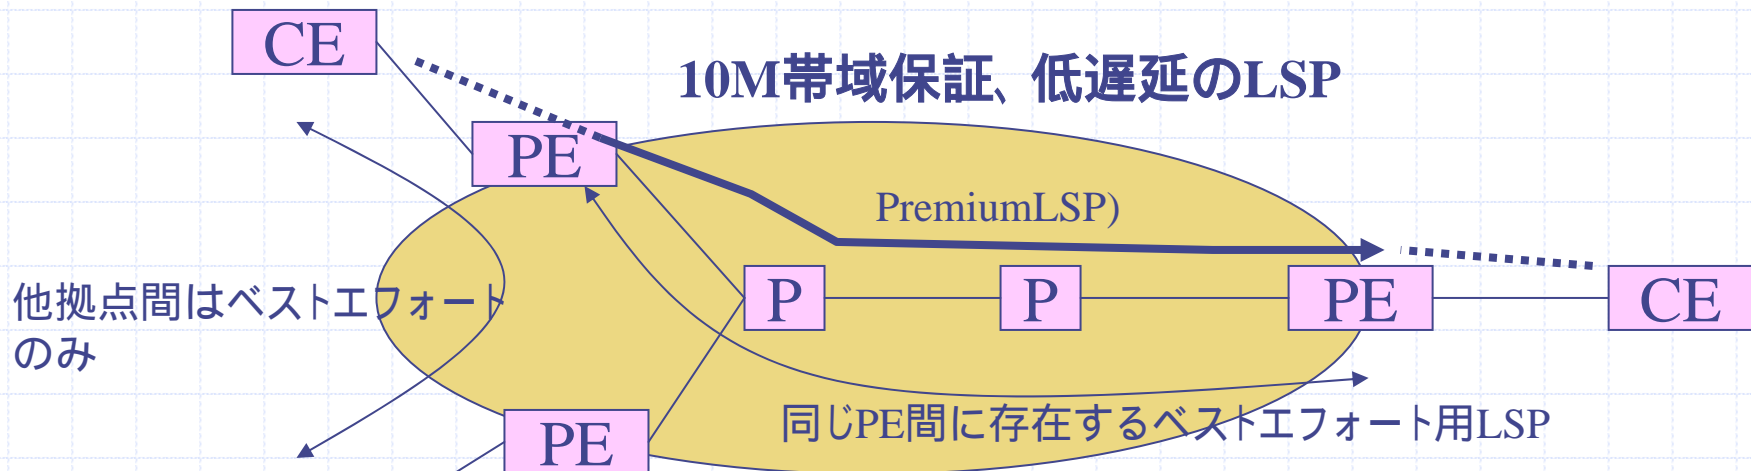 CE
10M帯域保証、低遅延のLSP
PE
PremiumLSP)
他拠点間はベストエフォート
のみ
P
P
PE
CE
同じPE間に存在するベストエフォート用LSP
PE